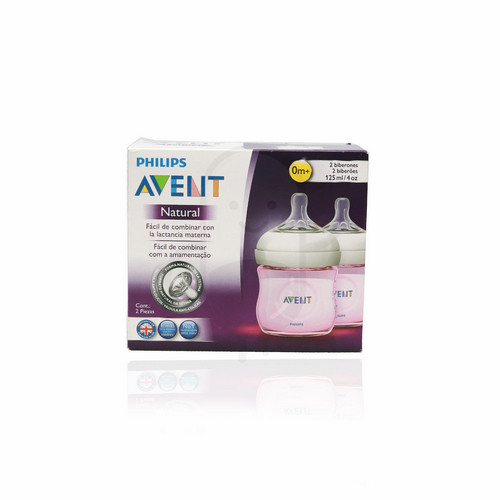 PHILIPS
AVENT
Natural
Fácil de combinar con
la lactancia materna
Fácil de combinar
com a amamentação
Cont.:
2 Piezas
0m+
2 biberones
2 biberões
125 ml/4 oz
AVENT
PHILIPS